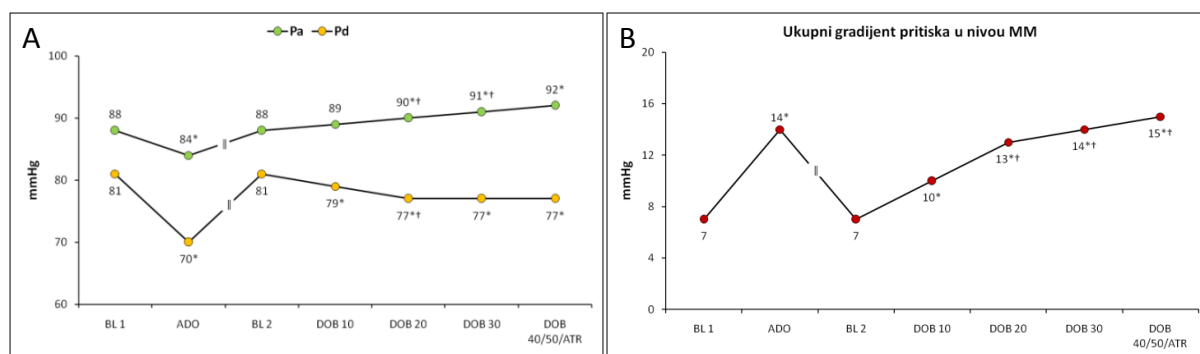 A
Pa Pd
100
90
80
70
60
mmHg
88 84* 88 89 90*† 91*† 92*
81 70* 81 79* 77*† 77* 77*
BL 1 ADO BL 2 DOB 10 DOB 20 DOB 30 DOB
40/50/ATR
B
Ukupni gradijent pritiska u nivou MM
20
16
12
8
4
0
mmHg
7 14* 7 10* 13*† 14*† 15*†
BL 1 ADO BL 2 DOB 10 DOB 20 DOB 30 DOB
40/50/ATR